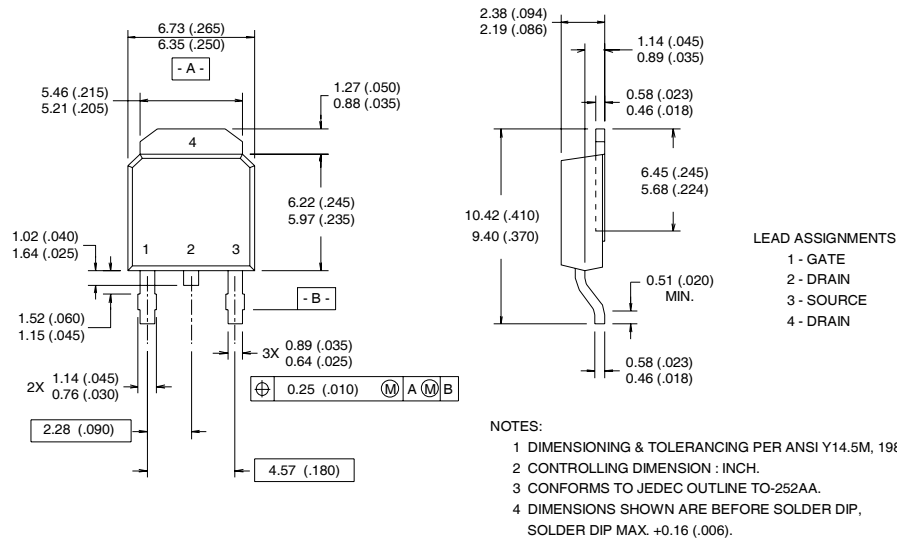 6.73 (.265)
6.35 (.250)
- A -
5.46 (.215)
5.21 (.205)
1.27 (.050)
0.88 (.035)
4
6.22 (.245)
5.97 (.235)
1.02 (.040)
1.64 (.025)
1 2 3
- B -
1.52 (.060)
1.15 (.045)
3X 0.89 (.035)
0.64 (.025)
2X 1.14 (.045)
0.76 (.030)
⌖ 0.25 (.010) Ⓜ A Ⓜ B
2.28 (.090)
4.57 (.180)
2.38 (.094)
2.19 (.086)
1.14 (.045)
0.89 (.035)
0.58 (.023)
0.46 (.018)
6.45 (.245)
5.68 (.224)
10.42 (.410)
9.40 (.370)
0.51 (.020)
MIN.
0.58 (.023)
0.46 (.018)
LEAD ASSIGNMENTS
1 - GATE
2 - DRAIN
3 - SOURCE
4 - DRAIN
NOTES:
1 DIMENSIONING & TOLERANCING PER ANSI Y14.5M, 198
2 CONTROLLING DIMENSION : INCH.
3 CONFORMS TO JEDEC OUTLINE TO-252AA.
4 DIMENSIONS SHOWN ARE BEFORE SOLDER DIP,
SOLDER DIP MAX. +0.16 (.006).